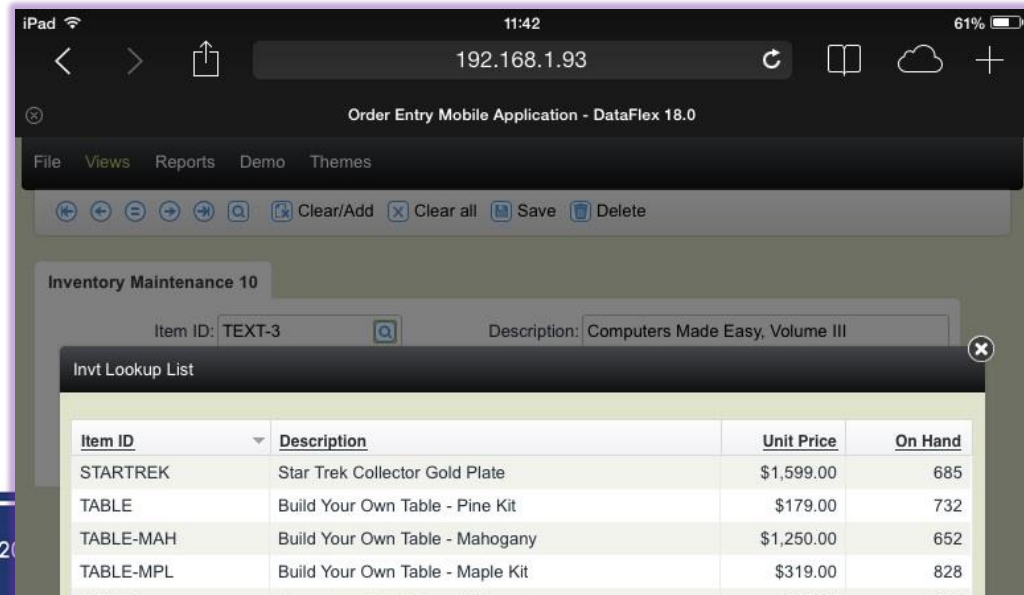 iPad 11:42 61%
192.168.1.93
Order Entry Mobile Application - DataFlex 18.0
File Views Reports Demo Themes
Clear/Add Clear all Save Delete
Inventory Maintenance 10
Item ID: TEXT-3 Description: Computers Made Easy, Volume III
Invt Lookup List
Item ID Description Unit Price On Hand
STARTREK Star Trek Collector Gold Plate $1,599.00 685
TABLE Build Your Own Table - Pine Kit $179.00 732
TABLE-MAH Build Your Own Table - Mahogany $1,250.00 652
TABLE-MPL Build Your Own Table - Maple Kit $319.00 828